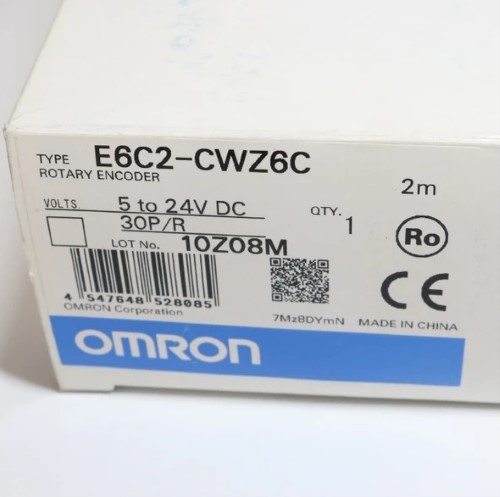 TYPE E6C2-CWZ6C
ROTARY ENCODER
2m
VOLTS. 5 to 24V DC
QTY. 1
30P/R
LOT No. 10Z08M
Ro
CE
4 547648 528085
OMRON Corporation
7Mz8DYmN
MADE IN CHINA
OMRON